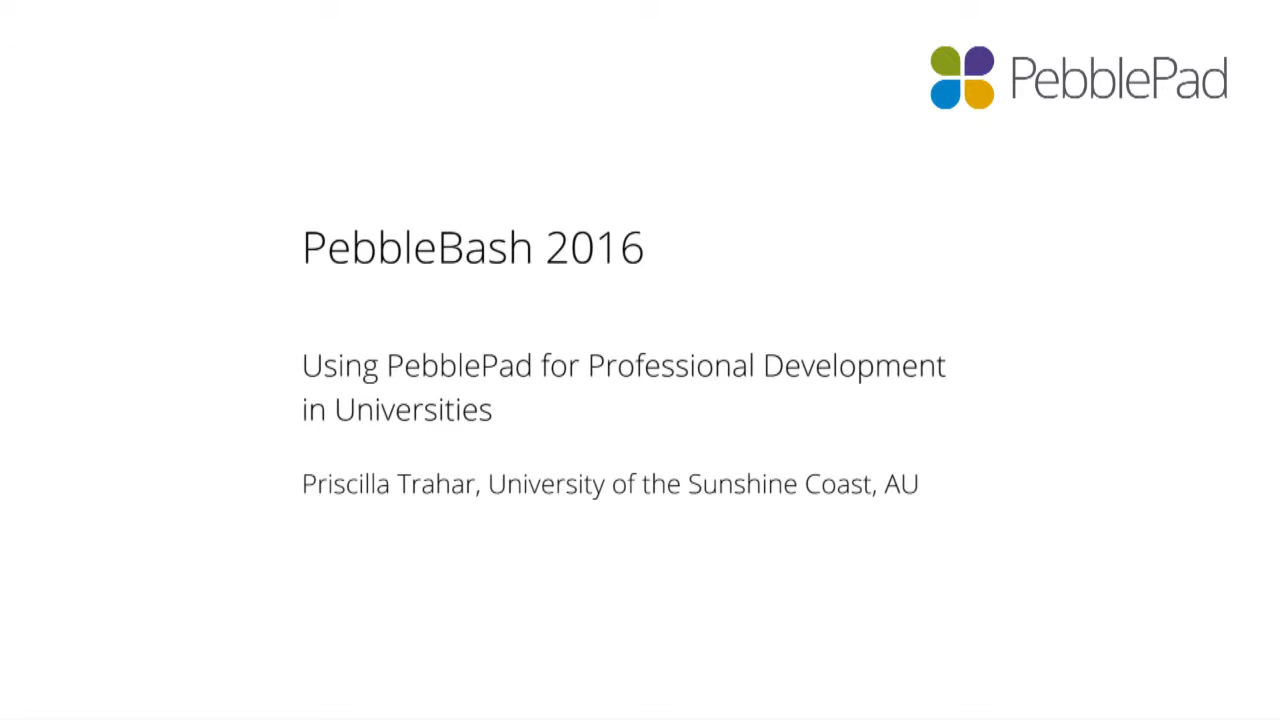 PebblePad
PebbleBash 2016
Using PebblePad for Professional Development
in Universities
Priscilla Trahar, University of the Sunshine Coast, AU